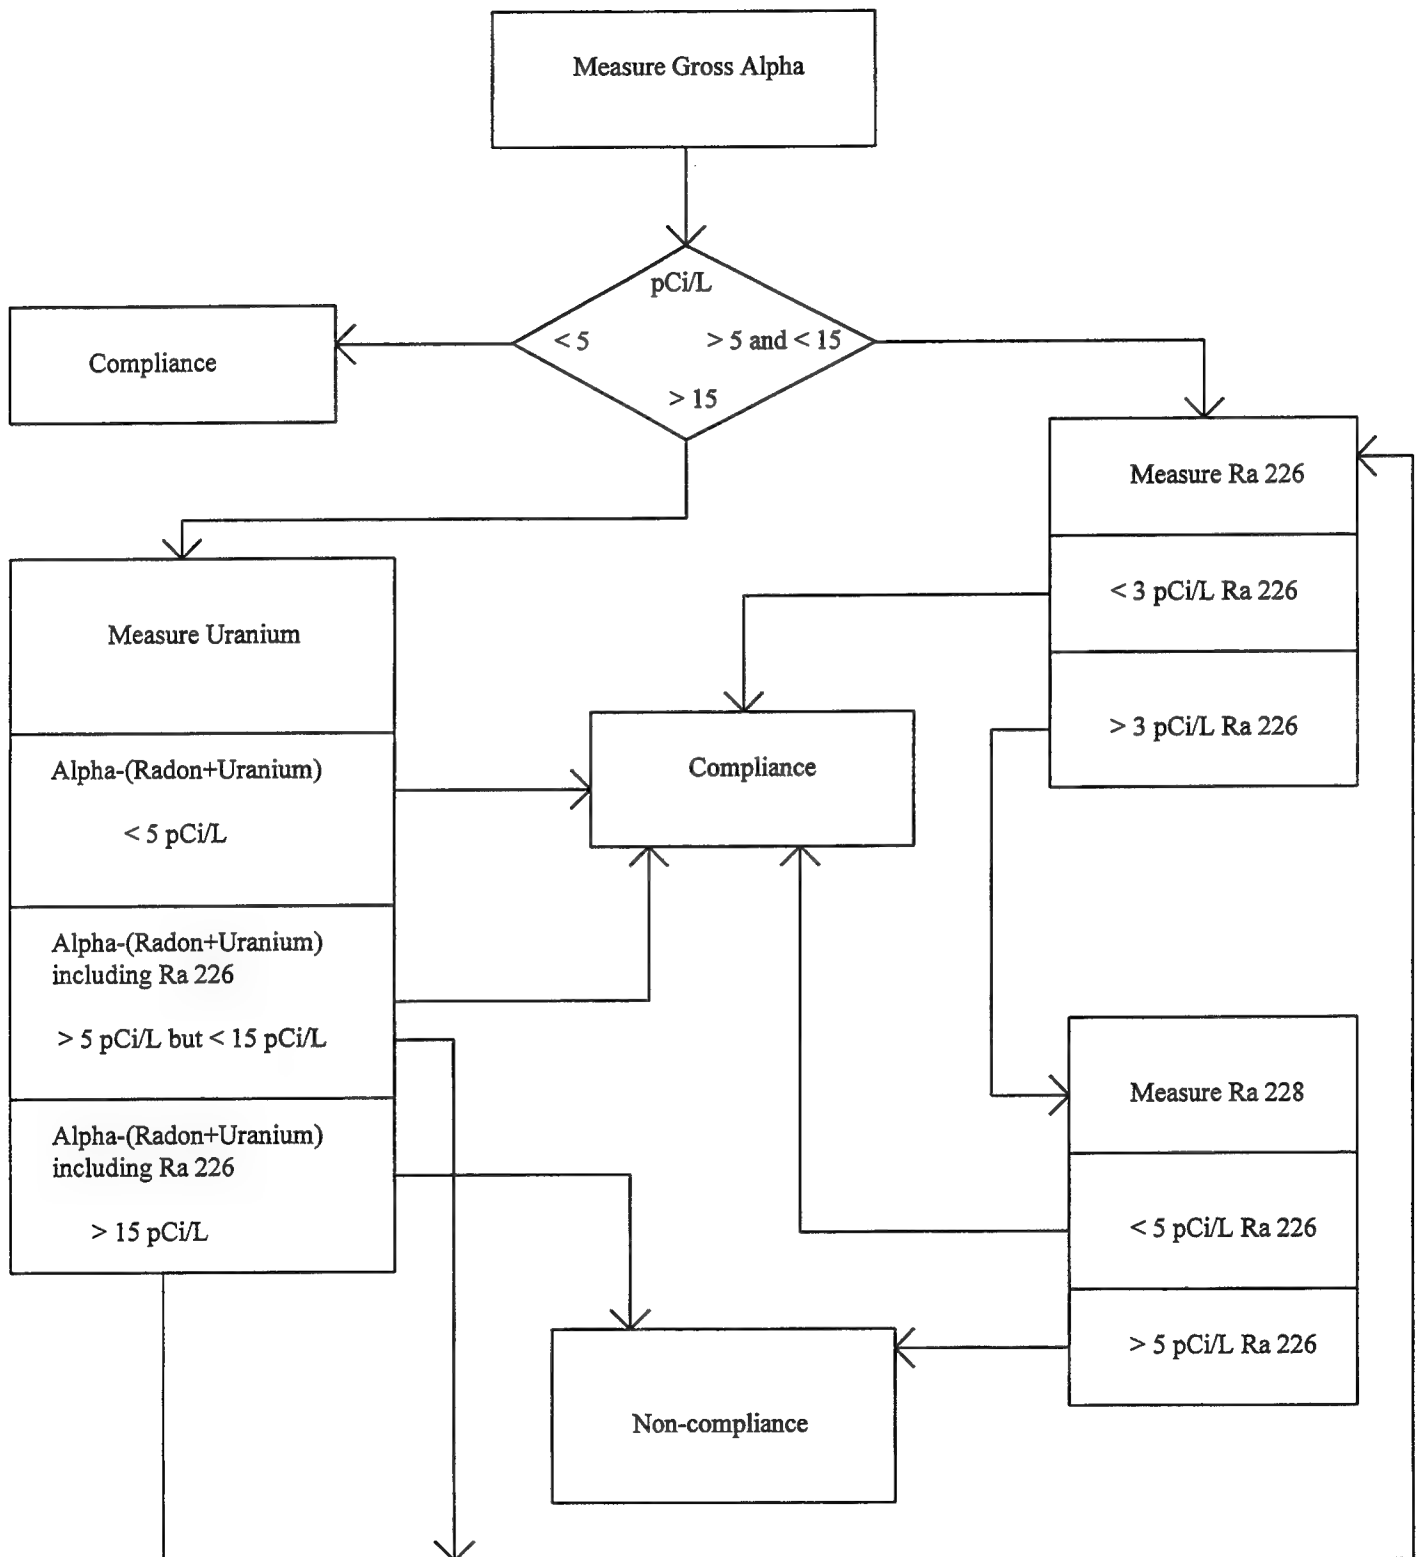 Measure Gross Alpha
pCi/L
< 5
> 5 and < 15
> 15
Compliance
Measure Ra 226
< 3 pCi/L Ra 226
> 3 pCi/L Ra 226
Measure Uranium
Alpha-(Radon+Uranium)
< 5 pCi/L
Alpha-(Radon+Uranium)
including Ra 226
> 5 pCi/L but < 15 pCi/L
Alpha-(Radon+Uranium)
including Ra 226
> 15 pCi/L
Compliance
Measure Ra 228
< 5 pCi/L Ra 226
> 5 pCi/L Ra 226
Non-compliance